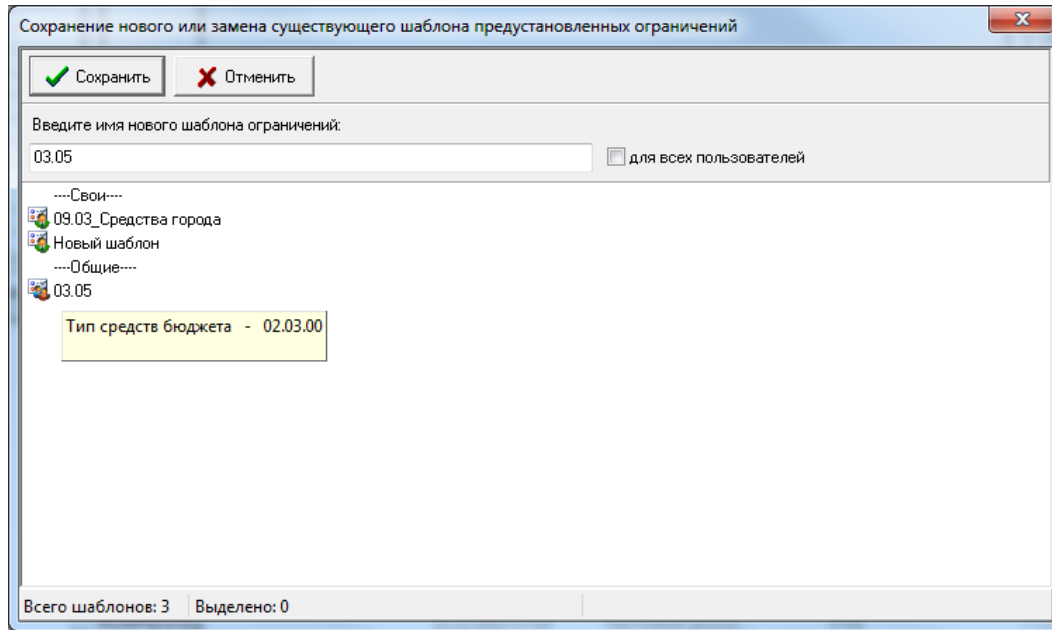 Сохранение нового или замена существующего шаблона предустановленных ограничений
Сохранить Отменить
Введите имя нового шаблона ограничений:
03.05 для всех пользователей
----Свои----
09.03_Средства города
Новый шаблон
----Общие----
03.05
Тип средств бюджета - 02.03.00
Всего шаблонов: 3 Выделено: 0